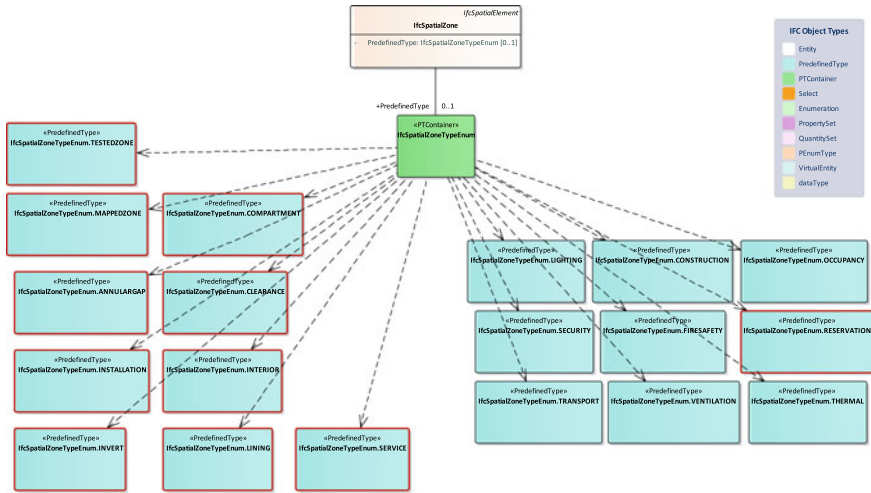 IfcSpatialElement
IfcSpatialZone
- PredefinedType: IfcSpatialZoneTypeEnum [0..1]
+PredefinedType 0..1
«PTContainer»
IfcSpatialZoneTypeEnum
IFC Object Types
Entity
PredefinedType
PTContainer
Select
Enumeration
PropertySet
QuantitySet
PEnumType
VirtualEntity
dataType
«PredefinedType»
IfcSpatialZoneTypeEnum.TESTEDZONE
«PredefinedType»
IfcSpatialZoneTypeEnum.MAPPEDZONE
«PredefinedType»
IfcSpatialZoneTypeEnum.COMPARTMENT
«PredefinedType»
IfcSpatialZoneTypeEnum.ANNULARGAP
«PredefinedType»
IfcSpatialZoneTypeEnum.CLEARANCE
«PredefinedType»
IfcSpatialZoneTypeEnum.INSTALLATION
«PredefinedType»
IfcSpatialZoneTypeEnum.INTERIOR
«PredefinedType»
IfcSpatialZoneTypeEnum.INVERT
«PredefinedType»
IfcSpatialZoneTypeEnum.LINING
«PredefinedType»
IfcSpatialZoneTypeEnum.SERVICE
«PredefinedType»
IfcSpatialZoneTypeEnum.LIGHTING
«PredefinedType»
IfcSpatialZoneTypeEnum.CONSTRUCTION
«PredefinedType»
IfcSpatialZoneTypeEnum.OCCUPANCY
«PredefinedType»
IfcSpatialZoneTypeEnum.SECURITY
«PredefinedType»
IfcSpatialZoneTypeEnum.FIRESAFETY
«PredefinedType»
IfcSpatialZoneTypeEnum.RESERVATION
«PredefinedType»
IfcSpatialZoneTypeEnum.TRANSPORT
«PredefinedType»
IfcSpatialZoneTypeEnum.VENTILATION
«PredefinedType»
IfcSpatialZoneTypeEnum.THERMAL